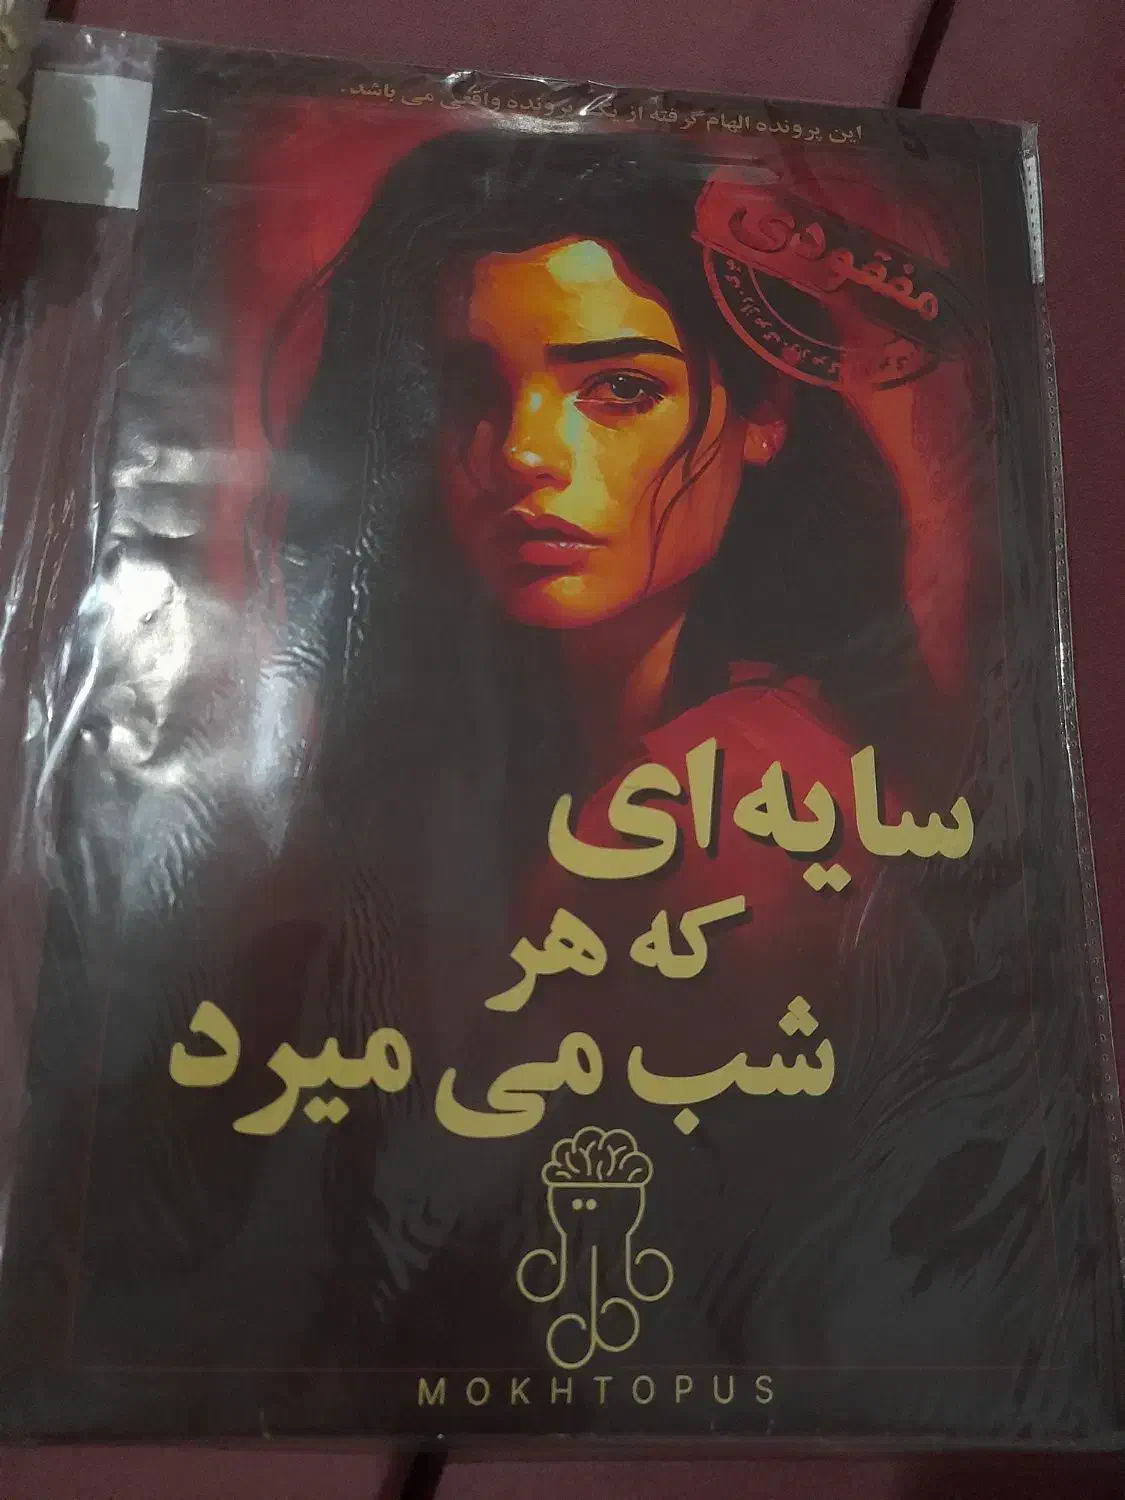 این پرونده الهام گرفته از یک پرونده واقعی می باشد.
مفقودی
سایه‌ای
که هر
شب می میرد
MOKHTOPUS